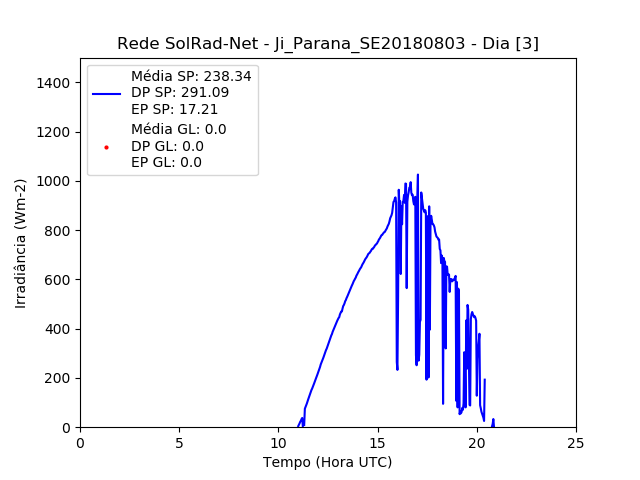 Rede SolRad-Net - Ji_Parana_SE20180803 - Dia [3]
Média SP: 238.34
DP SP: 291.09
EP SP: 17.21
Média GL: 0.0
DP GL: 0.0
EP GL: 0.0
Irradiância (Wm-2)
1400
1200
1000
800
600
400
200
0
0 5 10 15 20 25
Tempo (Hora UTC)